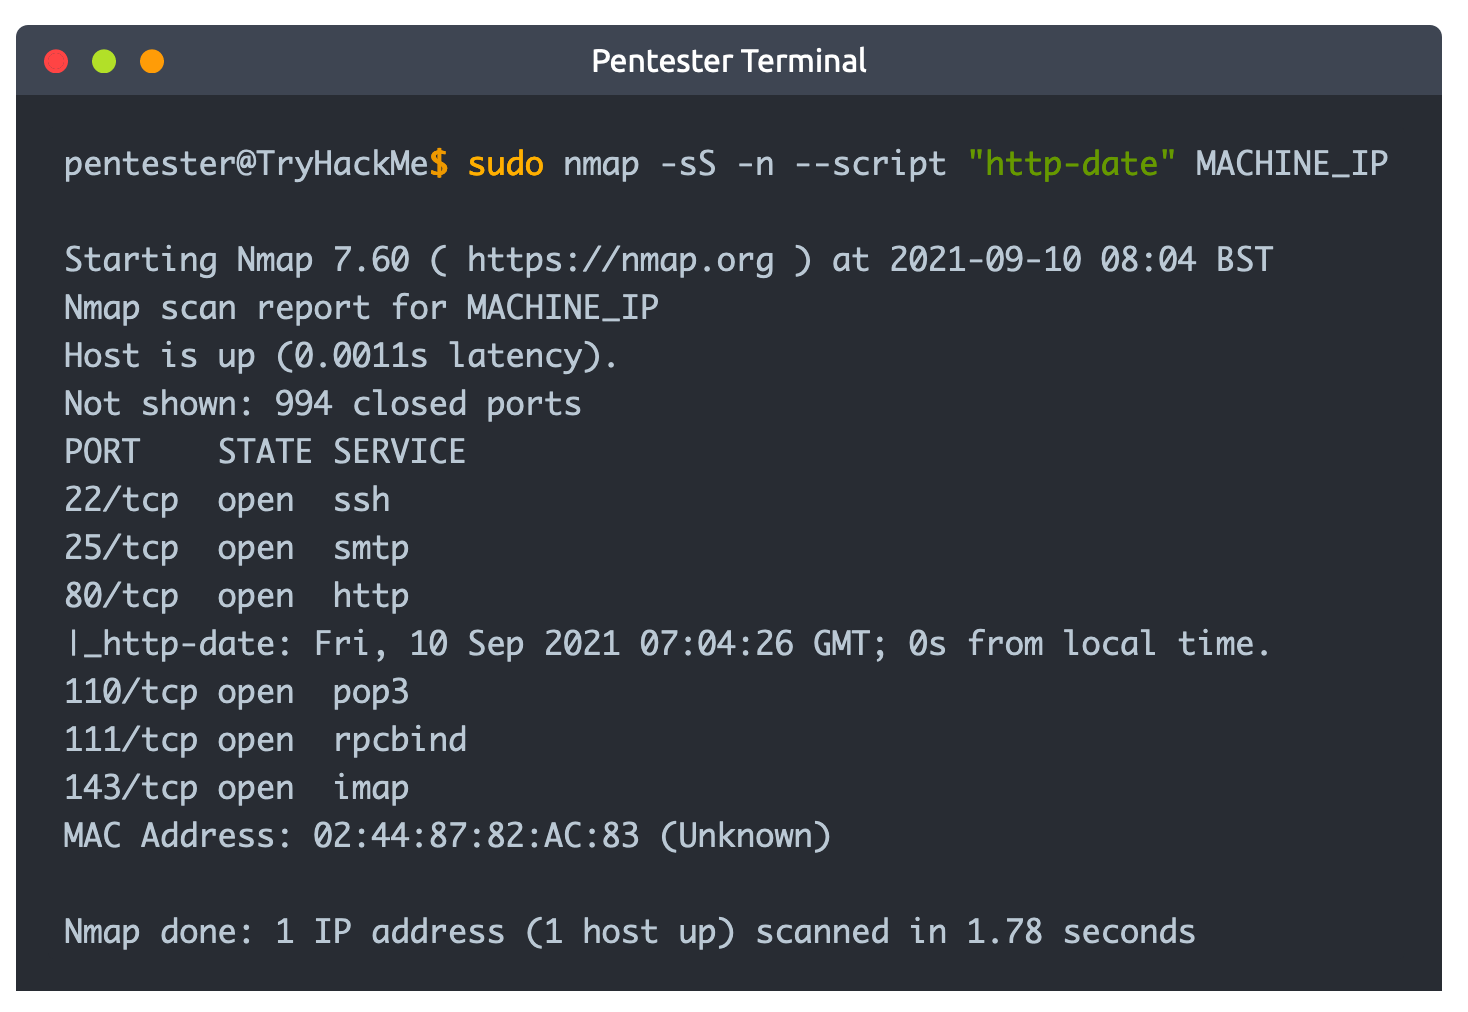 Pentester Terminal
pentester@TryHackMe$ sudo nmap -sS -n --script "http-date" MACHINE_IP
Starting Nmap 7.60 ( https://nmap.org ) at 2021-09-10 08:04 BST
Nmap scan report for MACHINE_IP
Host is up (0.0011s latency).
Not shown: 994 closed ports
PORT    STATE SERVICE
22/tcp  open  ssh
25/tcp  open  smtp
80/tcp  open  http
|_http-date: Fri, 10 Sep 2021 07:04:26 GMT; 0s from local time.
110/tcp open  pop3
111/tcp open  rpcbind
143/tcp open  imap
MAC Address: 02:44:87:82:AC:83 (Unknown)
Nmap done: 1 IP address (1 host up) scanned in 1.78 seconds